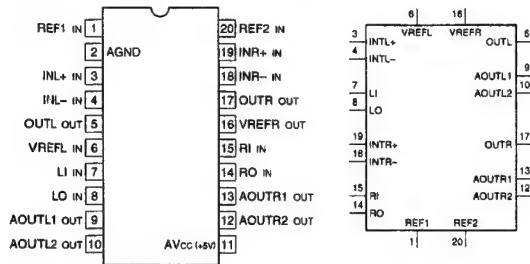 REF1 IN 1
20 REF2 IN
2 AGND
19 INR+ IN
INL+ IN 3
18 INR- IN
INL- IN 4
17 OUTR OUT
OUTL OUT 5
16 VREFR OUT
VREFL IN 6
15 RI IN
LI IN 7
14 RO IN
LO IN 8
13 AOUTR1 OUT
AOUTL1 OUT 9
12 AOUTR2 OUT
AOUTL2 OUT 10
AVCC (+5V) 11
6 16
VREFL VREFR
3 INTL+
OUTL 5
4 INTL-
AOUTL1 9
7 LI
AOUTL2 10
8 LO
19 INTR+
OUTR 17
18 INTR-
AOUTR1 13
15 RI
AOUTR2 12
14 RO
REF1 REF2
1 20